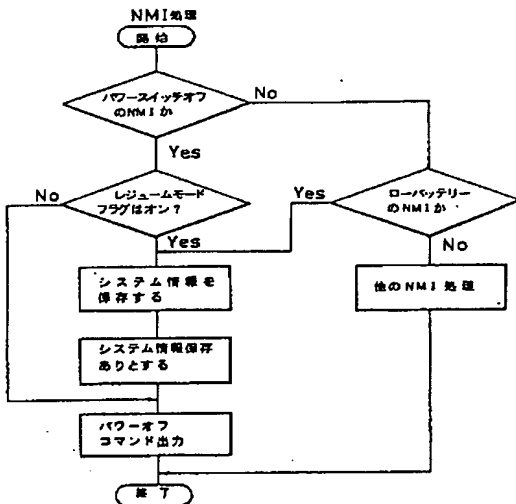 NMI処理
開始
パワースイッチオフ
のNMIか
No
Yes
レジュームモード
フラグはオン?
No
Yes
ローバッテリー
のNMIか
Yes
No
システム情報を
保存する
他のNMI処理
システム情報保存
ありとする
パワーオフ
コマンド出力
終了